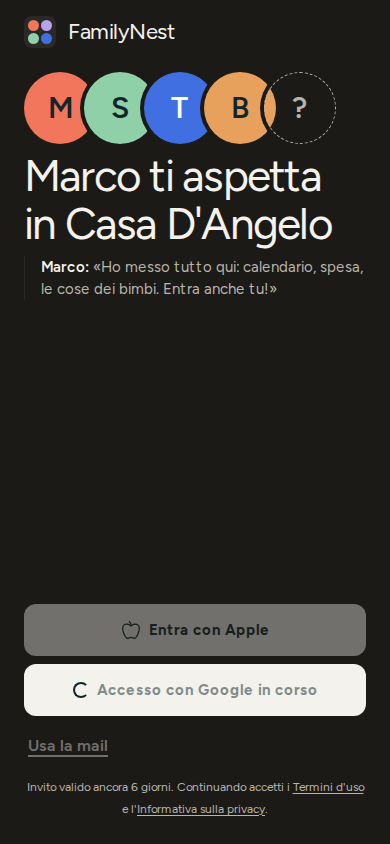 FamilyNest
M S T B ?
Marco ti aspetta
in Casa D'Angelo
Marco: «Ho messo tutto qui: calendario, spesa,
le cose dei bimbi. Entra anche tu!»
Entra con Apple
Accesso con Google in corso
Usa la mail
Invito valido ancora 6 giorni. Continuando accetti i Termini d'uso
e l'Informativa sulla privacy.